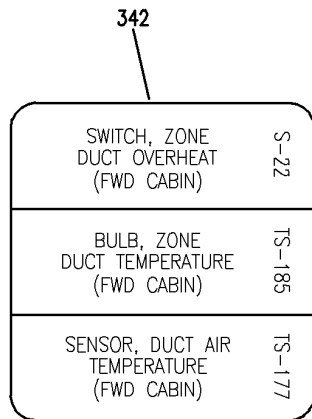 342
SWITCH, ZONE
DUCT OVERHEAT
(FWD CABIN)
S-22
BULB, ZONE
DUCT TEMPERATURE
(FWD CABIN)
TS-185
SENSOR, DUCT AIR
TEMPERATURE
(FWD CABIN)
TS-177